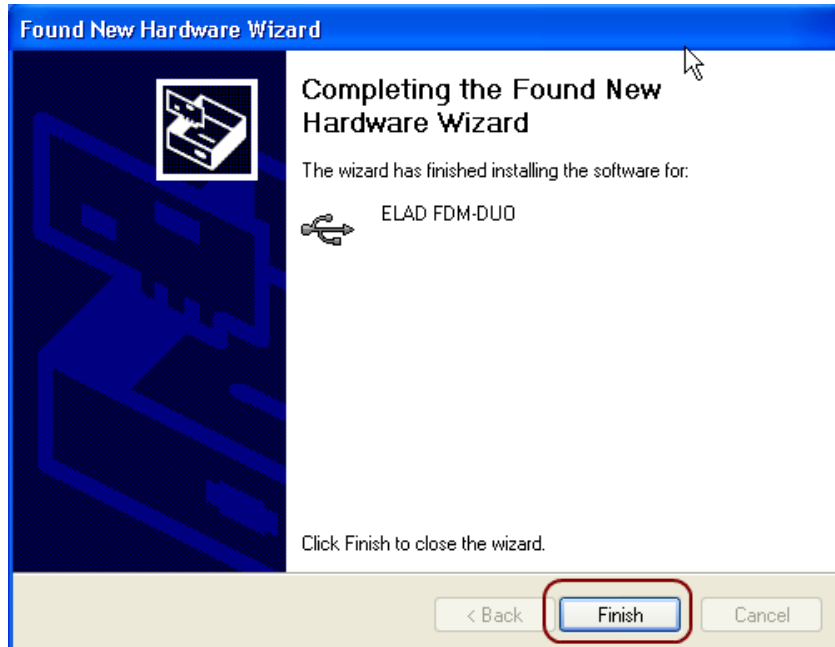 Found New Hardware Wizard
Completing the Found New
Hardware Wizard
The wizard has finished installing the software for:
ELAD FDM-DUO
Click Finish to close the wizard.
< Back Finish Cancel